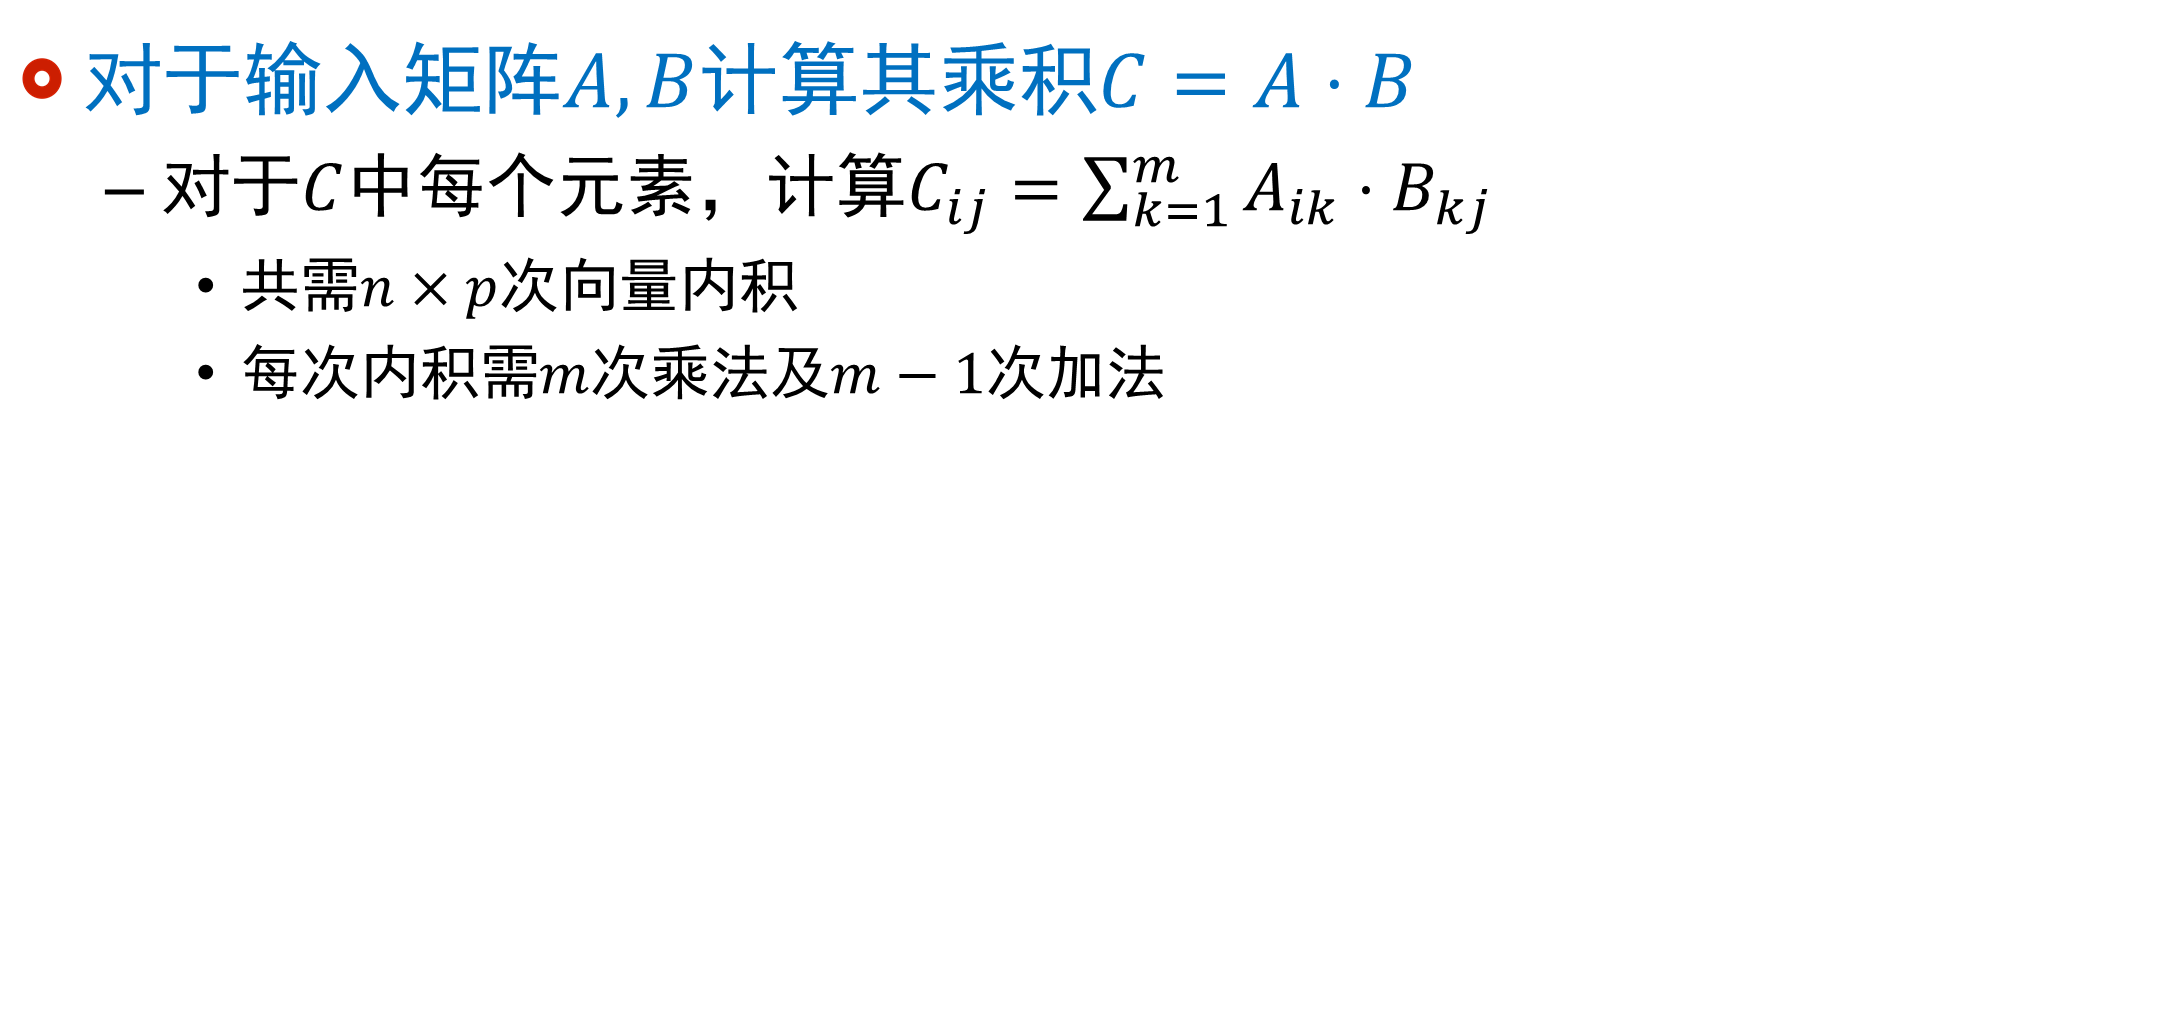 对于输入矩阵A,B计算其乘积C = A · B
– 对于C中每个元素，计算C_{ij} = ∑_{k=1}^{m} A_{ik} · B_{kj}
• 共需n × p次向量内积
• 每次内积需m次乘法及m − 1次加法